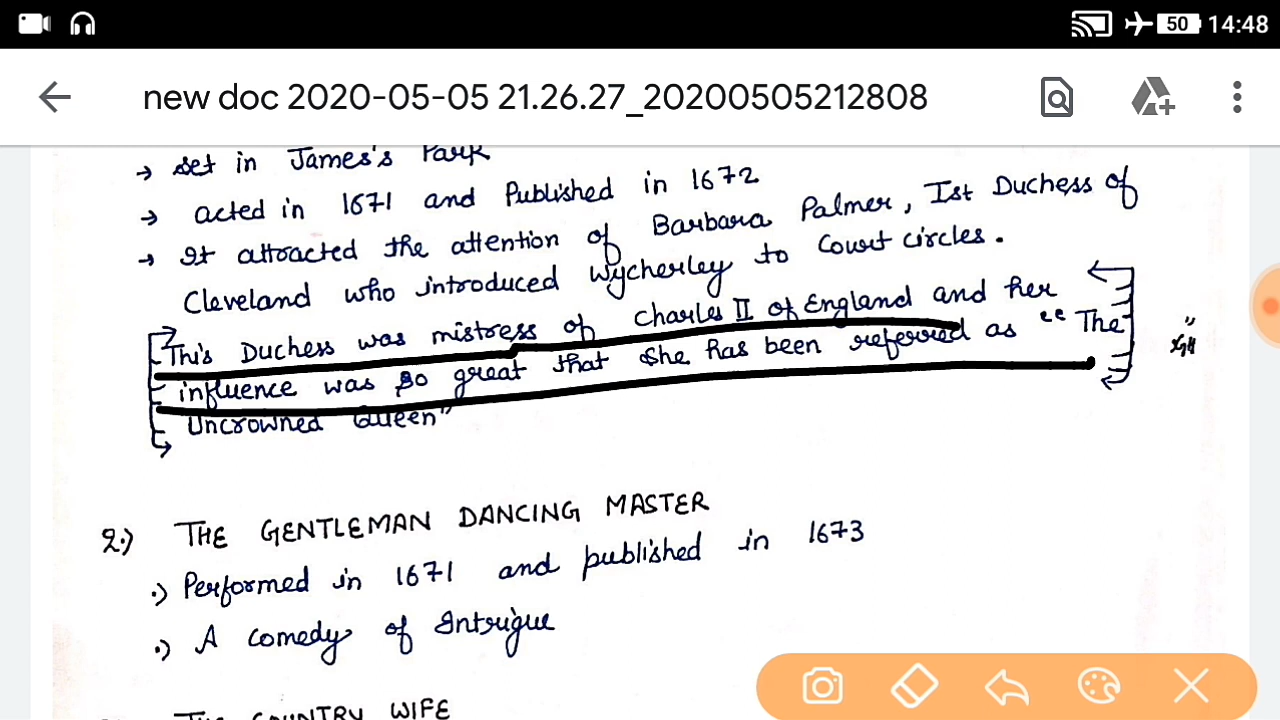 50 14:48
new doc 2020-05-05 21.26.27_20200505212808
→ set in James's Park
→ acted in 1671 and Published in 1672
→ It attracted the attention of Barbara Palmer, Ist Duchess of
Cleveland who introduced Wycherley to Court circles.
This Duchess was mistress of Charles II of England and her
influence was so great that she has been referred as "The
Uncrowned Queen"
2.) THE GENTLEMAN DANCING MASTER
.) Performed in 1671 and published in 1673
.) A comedy of Intrigue
THE COUNTRY WIFE